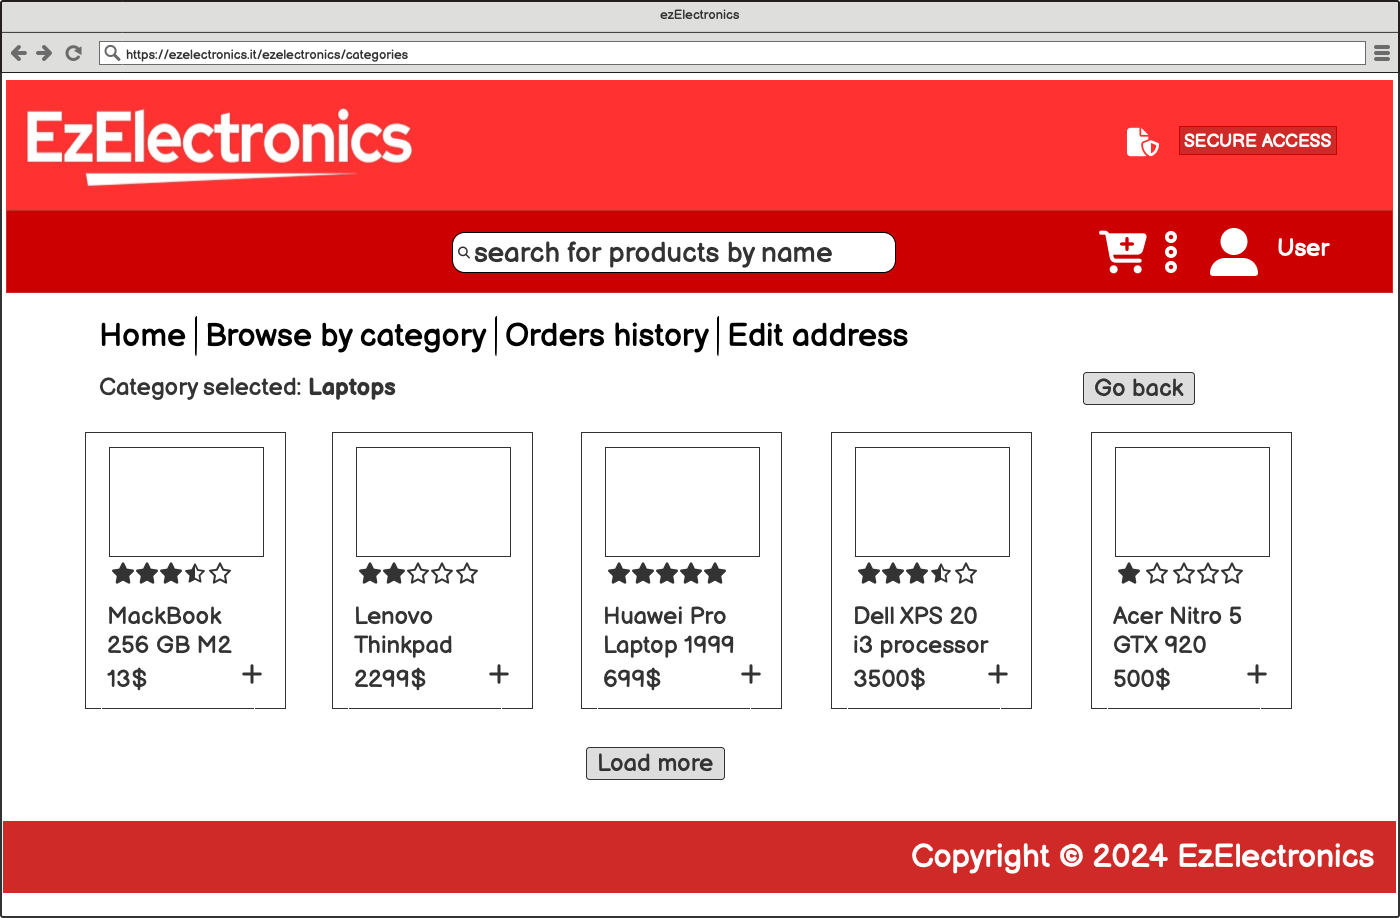 ezElectronics
https://ezelectronics.it/ezelectronics/categories
EzElectronics
SECURE ACCESS
search for products by name
User
Home
Browse by category
Orders history
Edit address
Category selected: Laptops
Go back
MackBook
256 GB M2
13$
+
Lenovo
Thinkpad
2299$
+
Huawei Pro
Laptop 1999
699$
+
Dell XPS 20
i3 processor
3500$
+
Acer Nitro 5
GTX 920
500$
+
Load more
Copyright © 2024 EzElectronics